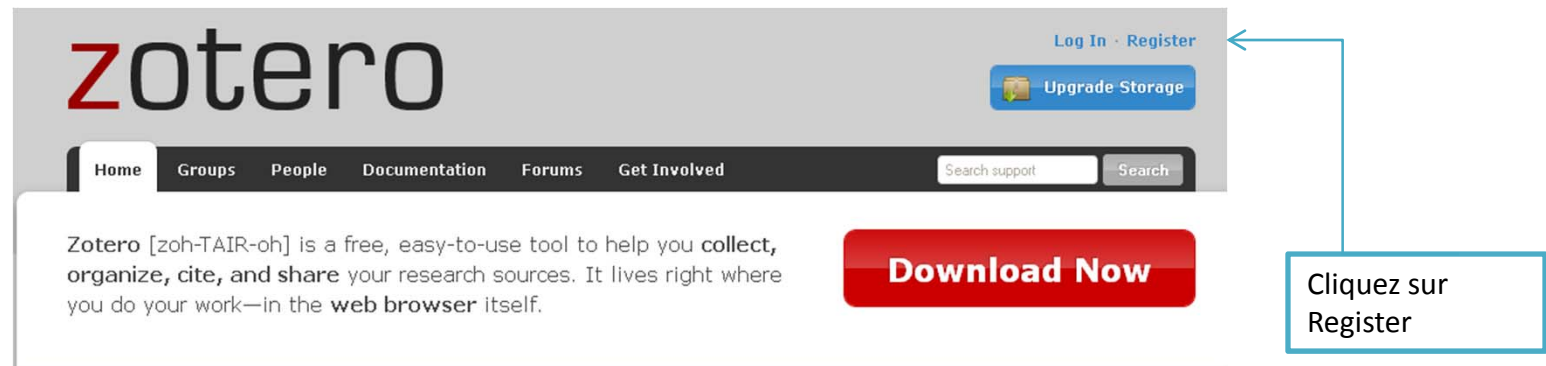 zotero
Log In · Register
Upgrade Storage
Home Groups People Documentation Forums Get Involved Search support Search
Zotero [zoh-TAIR-oh] is a free, easy-to-use tool to help you collect,
organize, cite, and share your research sources. It lives right where
you do your work—in the web browser itself.
Download Now
Cliquez sur
Register